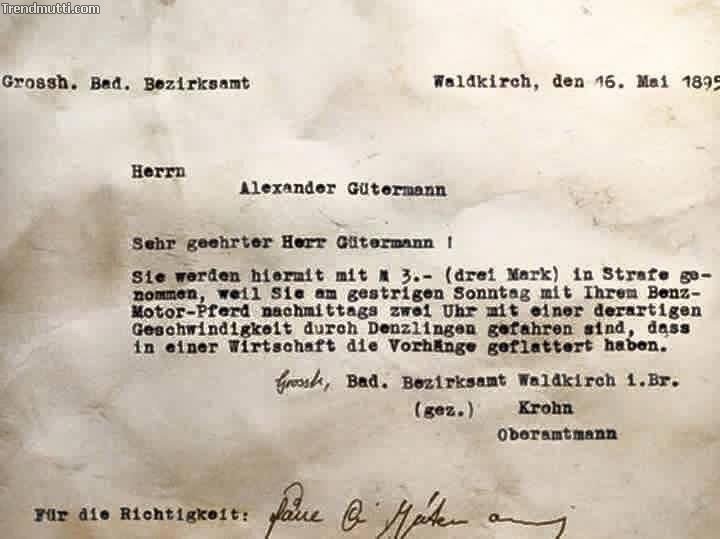 Trendmutti.com
Grossh. Bad. Bezirksamt Waldkirch, den 16. Mai 1895
Herrn
Alexander Gütermann
Sehr geehrter Herr Gütermann !
Sie werden hiermit mit M 3.- (drei Mark) in Strafe ge-
nommen, weil Sie am gestrigen Sonntag mit Ihrem Benz-
Motor-Pferd nachmittags zwei Uhr mit einer derartigen
Geschwindigkeit durch Denzlingen gefahren sind, dass
in einer Wirtschaft die Vorhänge geflattert haben.
Grossh, Bad. Bezirksamt Waldkirch i.Br.
(gez.) Krohn
Oberamtmann
Für die Richtigkeit: